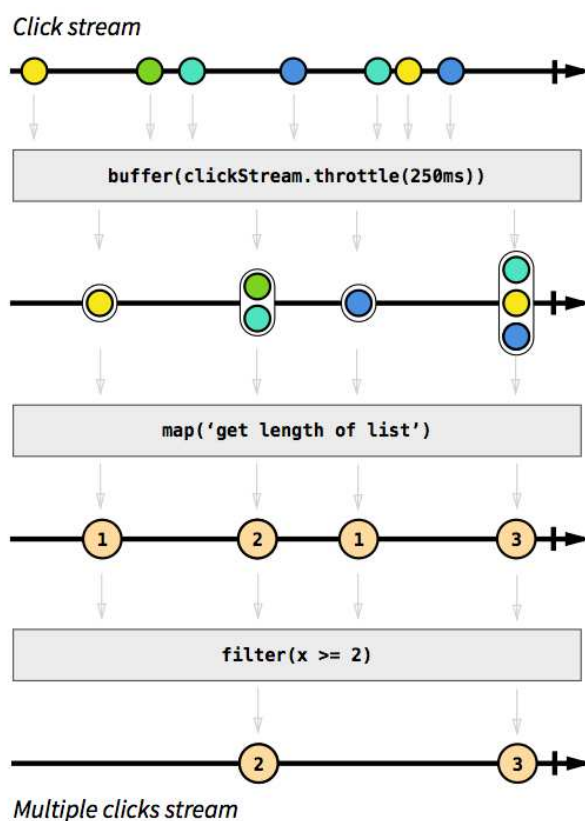 Click stream
buffer(clickStream.throttle(250ms))
map(‘get length of list’)
1 2 1 3
filter(x >= 2)
2 3
Multiple clicks stream